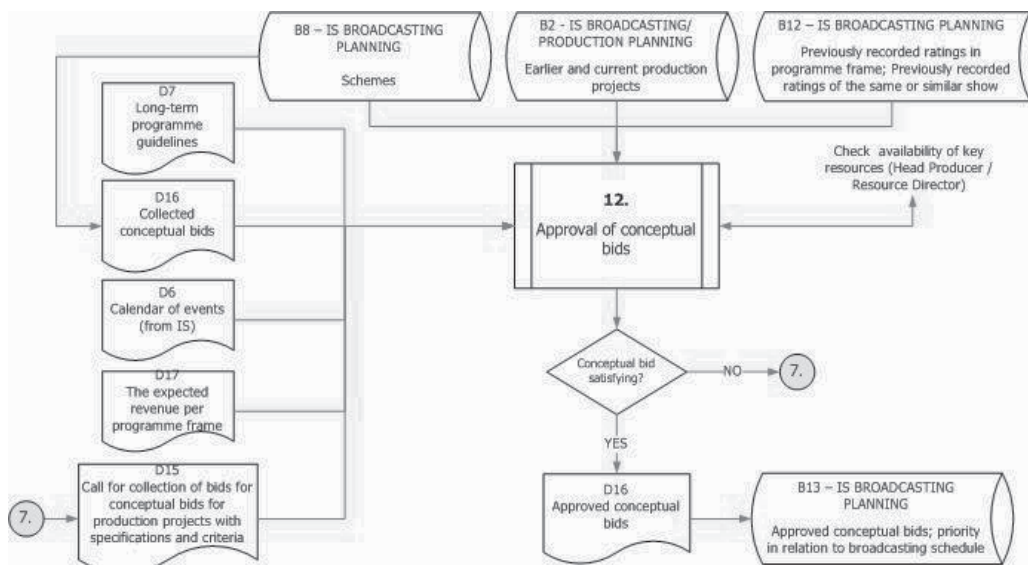 B8 – IS BROADCASTING
PLANNING
Schemes
B2 - IS BROADCASTING/
PRODUCTION PLANNING
Earlier and current production
projects
B12 – IS BROADCASTING PLANNING
Previously recorded ratings in
programme frame; Previously recorded
ratings of the same or similar show
D7
Long-term
programme
guidelines
D16
Collected
conceptual bids
D6
Calendar of events
(from IS)
D17
The expected
revenue per
programme frame
7.
D15
Call for collection of bids for
conceptual bids for
production projects with
specifications and criteria
12.
Approval of conceptual
bids
Check availability of key
resources (Head Producer /
Resource Director)
Conceptual bid
satisfying?
NO
7.
YES
D16
Approved conceptual
bids
B13 – IS BROADCASTING
PLANNING
Approved conceptual bids; priority
in relation to broadcasting schedule